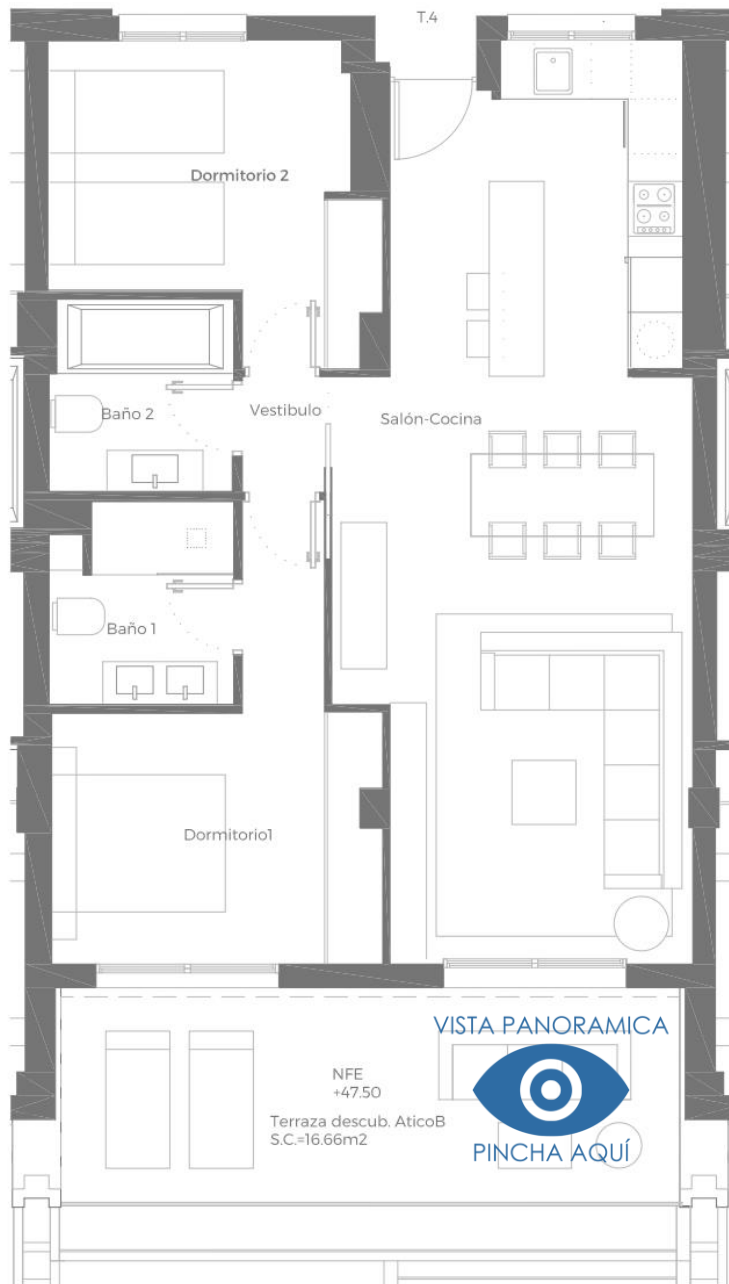 T.4
Dormitorio 2
Baño 2
Vestibulo
Salón-Cocina
Baño 1
Dormitorio1
VISTA PANORAMICA
NFE
+47.50
Terraza descub. AticoB
S.C.=16.66m2
PINCHA AQUÍ